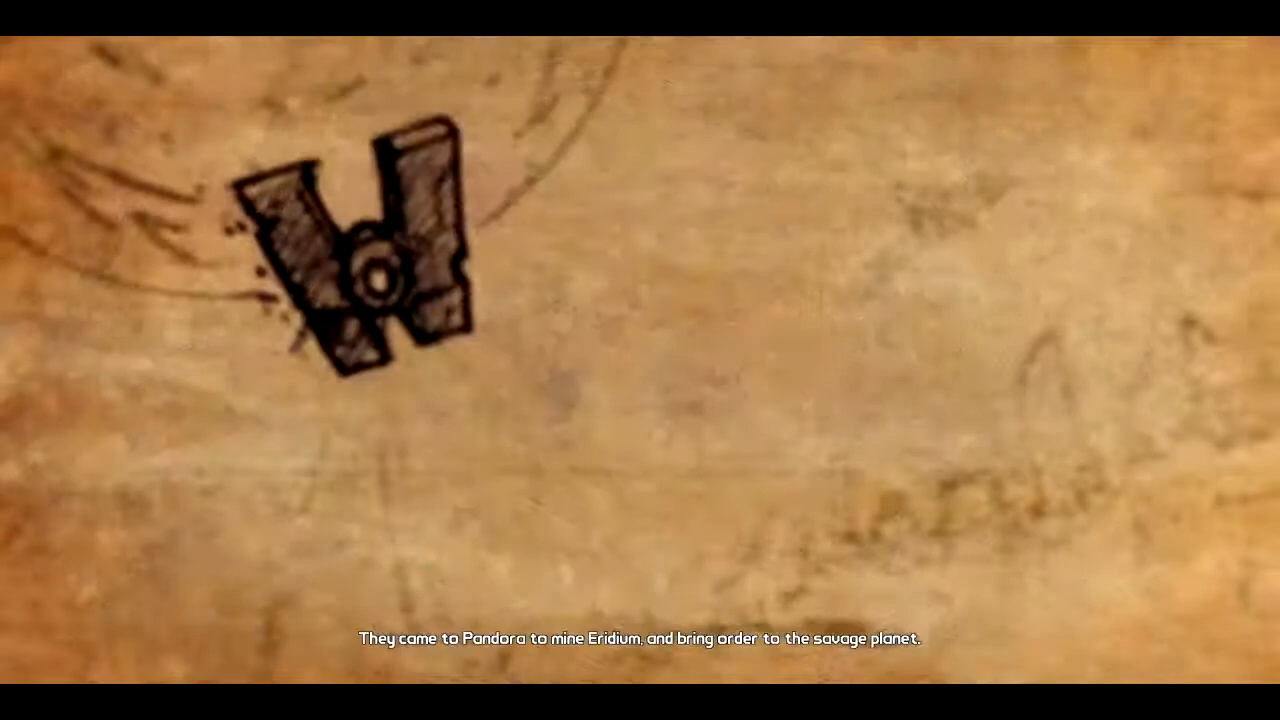 They came to Pandora to mine Eridium, and bring order to the savage planet.